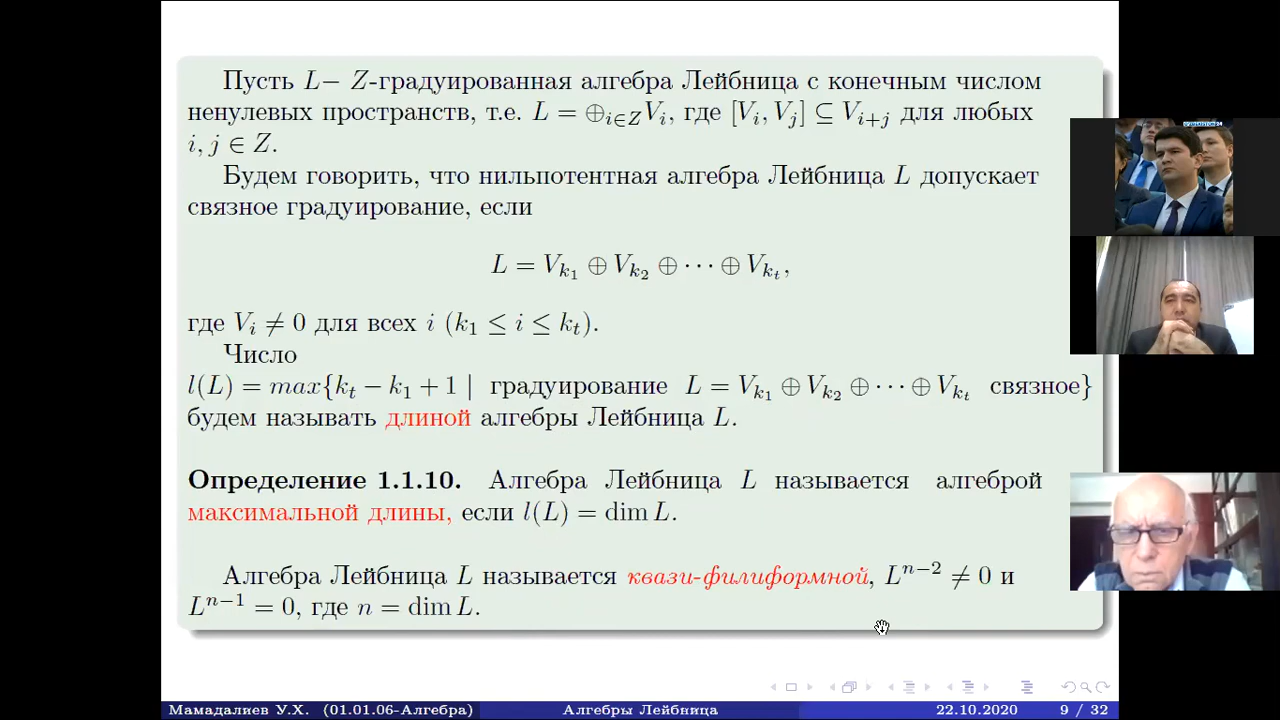 Пусть L− Z-градуированная алгебра Лейбница с конечным числом
ненулевых пространств, т.е. L = ⊕_{i∈Z}V_i, где [V_i, V_j] ⊆ V_{i+j} для любых
i, j ∈ Z.
Будем говорить, что нильпотентная алгебра Лейбница L допускает
связное градуирование, если
L = V_{k_1} ⊕ V_{k_2} ⊕ ⋯ ⊕ V_{k_t},
где V_i ≠ 0 для всех i (k_1 ≤ i ≤ k_t).
Число
l(L) = max{k_t − k_1 + 1 | градуирование L = V_{k_1} ⊕ V_{k_2} ⊕ ⋯ ⊕ V_{k_t} связное}
будем называть длиной алгебры Лейбница L.
Определение 1.1.10. Алгебра Лейбница L называется алгеброй
максимальной длины, если l(L) = dim L.
Алгебра Лейбница L называется квази-филиформной, L^{n−2} ≠ 0 и
L^{n−1} = 0, где n = dim L.
Мамадалиев У.Х. (01.01.06-Алгебра) Алгебры Лейбница 22.10.2020 9 / 32